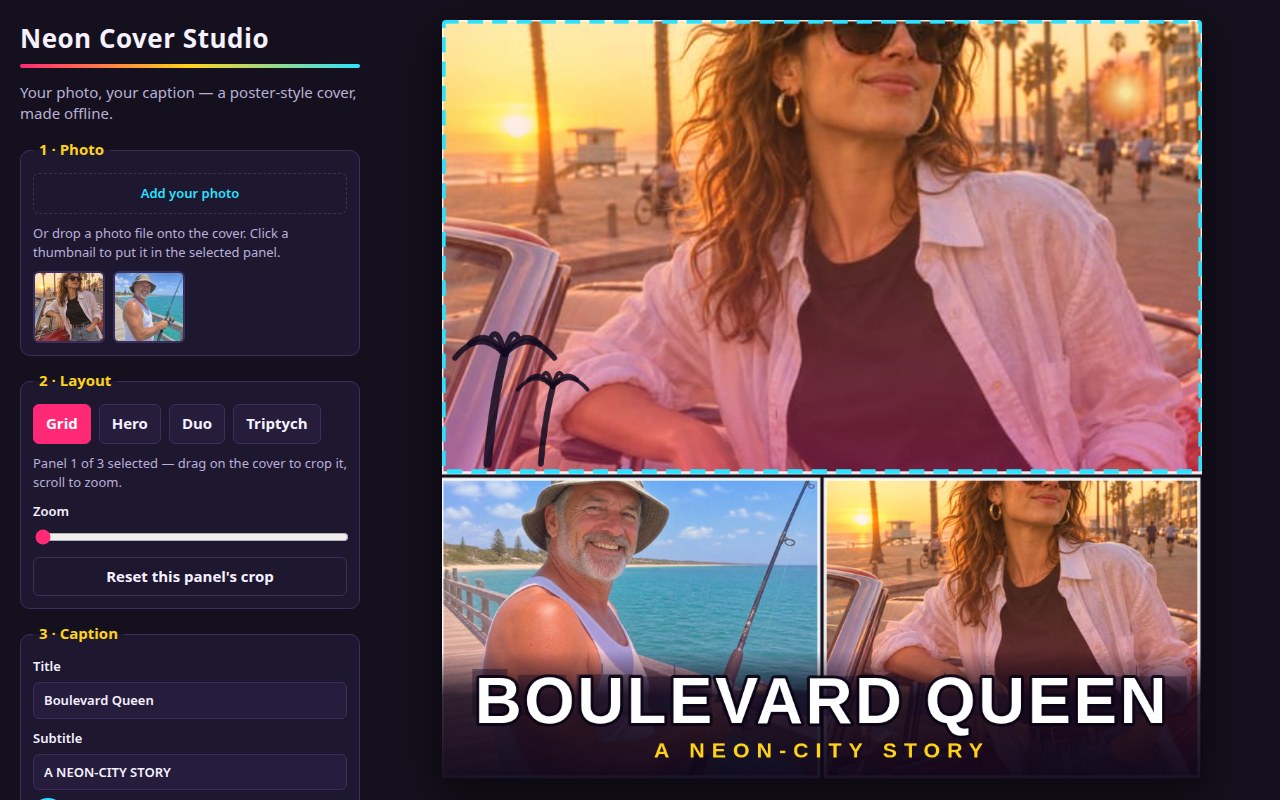 Neon Cover Studio
Your photo, your caption — a poster-style cover,
made offline.
1 · Photo
Add your photo
Or drop a photo file onto the cover. Click a
thumbnail to put it in the selected panel.
2 · Layout
Grid
Hero
Duo
Triptych
Panel 1 of 3 selected — drag on the cover to crop it,
scroll to zoom.
Zoom
Reset this panel's crop
3 · Caption
Title
Boulevard Queen
Subtitle
A NEON-CITY STORY
BOULEVARD QUEEN
A NEON-CITY STORY